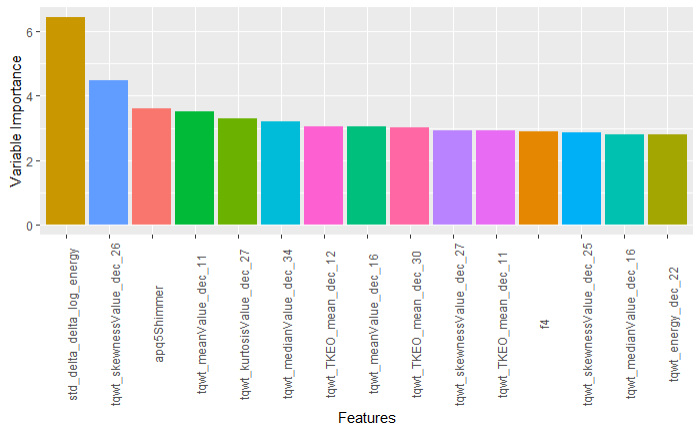 Variable Importance
6
4
2
0
std_delta_delta_log_energy
tqwt_skewnessValue_dec_26
apq5Shimmer
tqwt_meanValue_dec_11
tqwt_kurtosisValue_dec_27
tqwt_medianValue_dec_34
tqwt_TKEO_mean_dec_12
tqwt_meanValue_dec_16
tqwt_TKEO_mean_dec_30
tqwt_skewnessValue_dec_27
tqwt_TKEO_mean_dec_11
f4
tqwt_skewnessValue_dec_25
tqwt_medianValue_dec_16
tqwt_energy_dec_22
Features